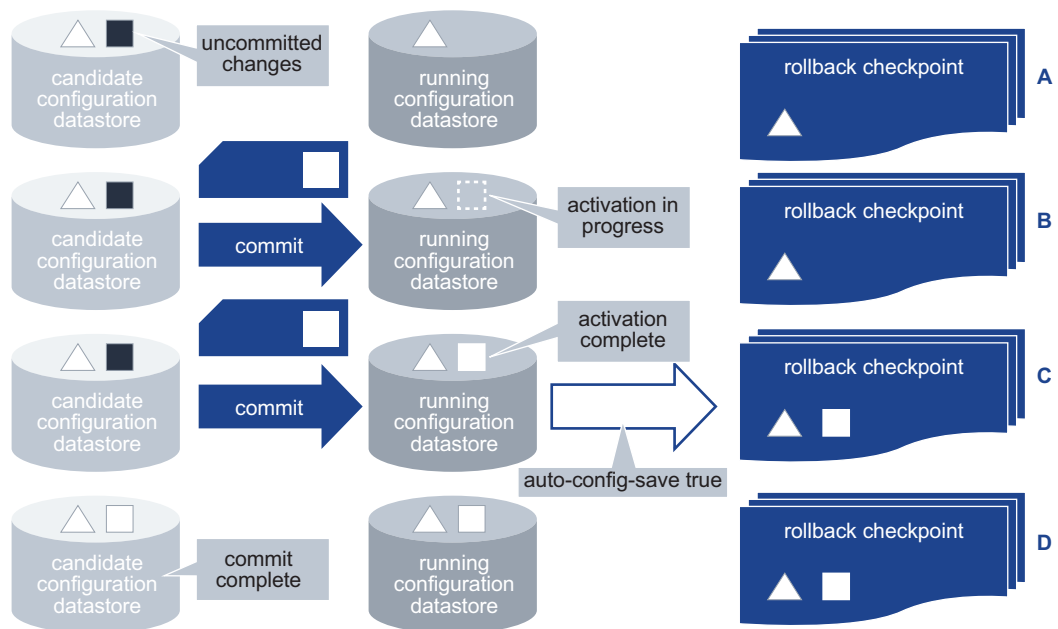 uncommitted
changes
candidate
configuration
datastore
running
configuration
datastore
rollback checkpoint
A
candidate
configuration
datastore
commit
running
configuration
datastore
activation in
progress
rollback checkpoint
B
candidate
configuration
datastore
commit
running
configuration
datastore
activation
complete
auto-config-save true
rollback checkpoint
C
candidate
configuration
datastore
commit
complete
running
configuration
datastore
rollback checkpoint
D